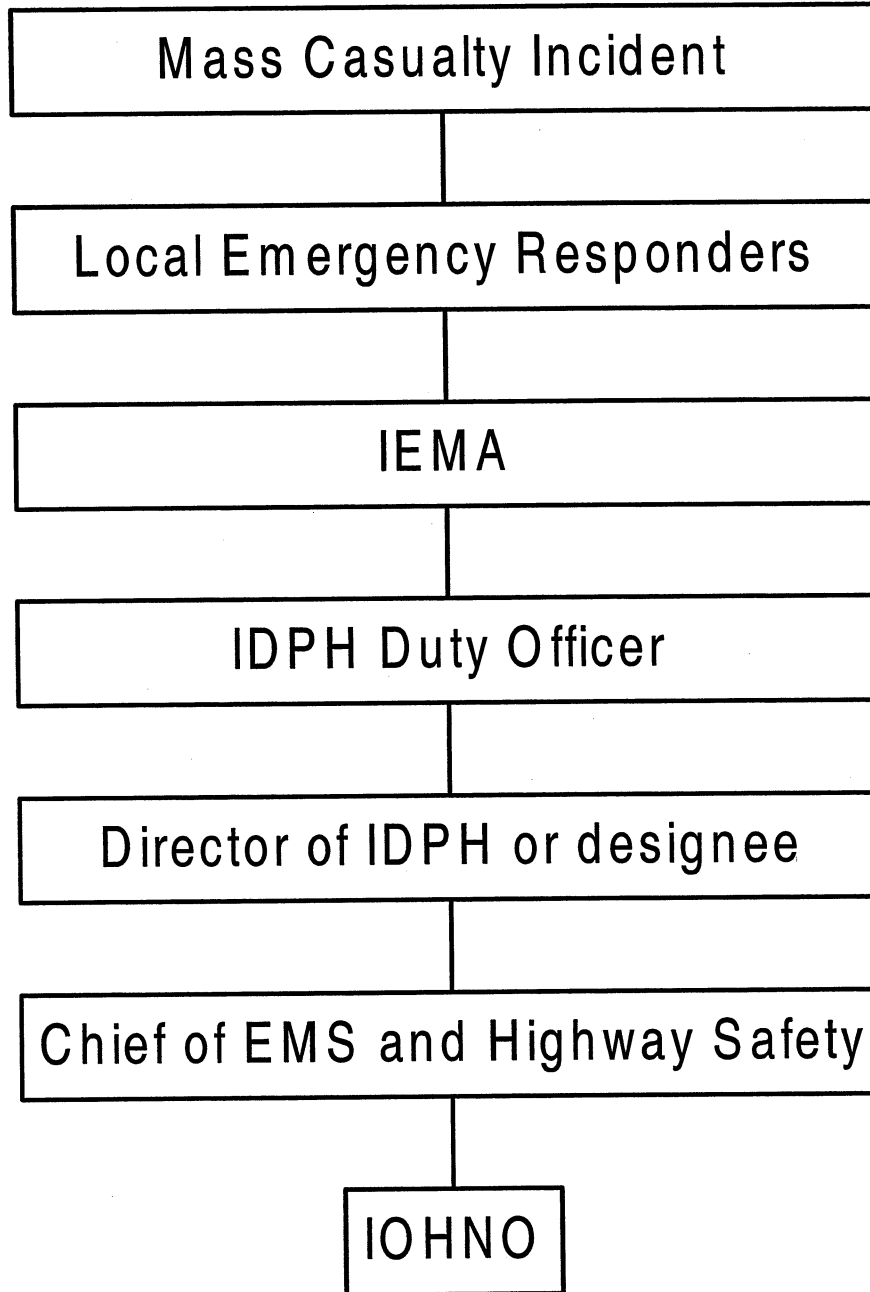 Mass Casualty Incident
Local Emergency Responders
IEMA
IDPH Duty Officer
Director of IDPH or designee
Chief of EMS and Highway Safety
IOHNO